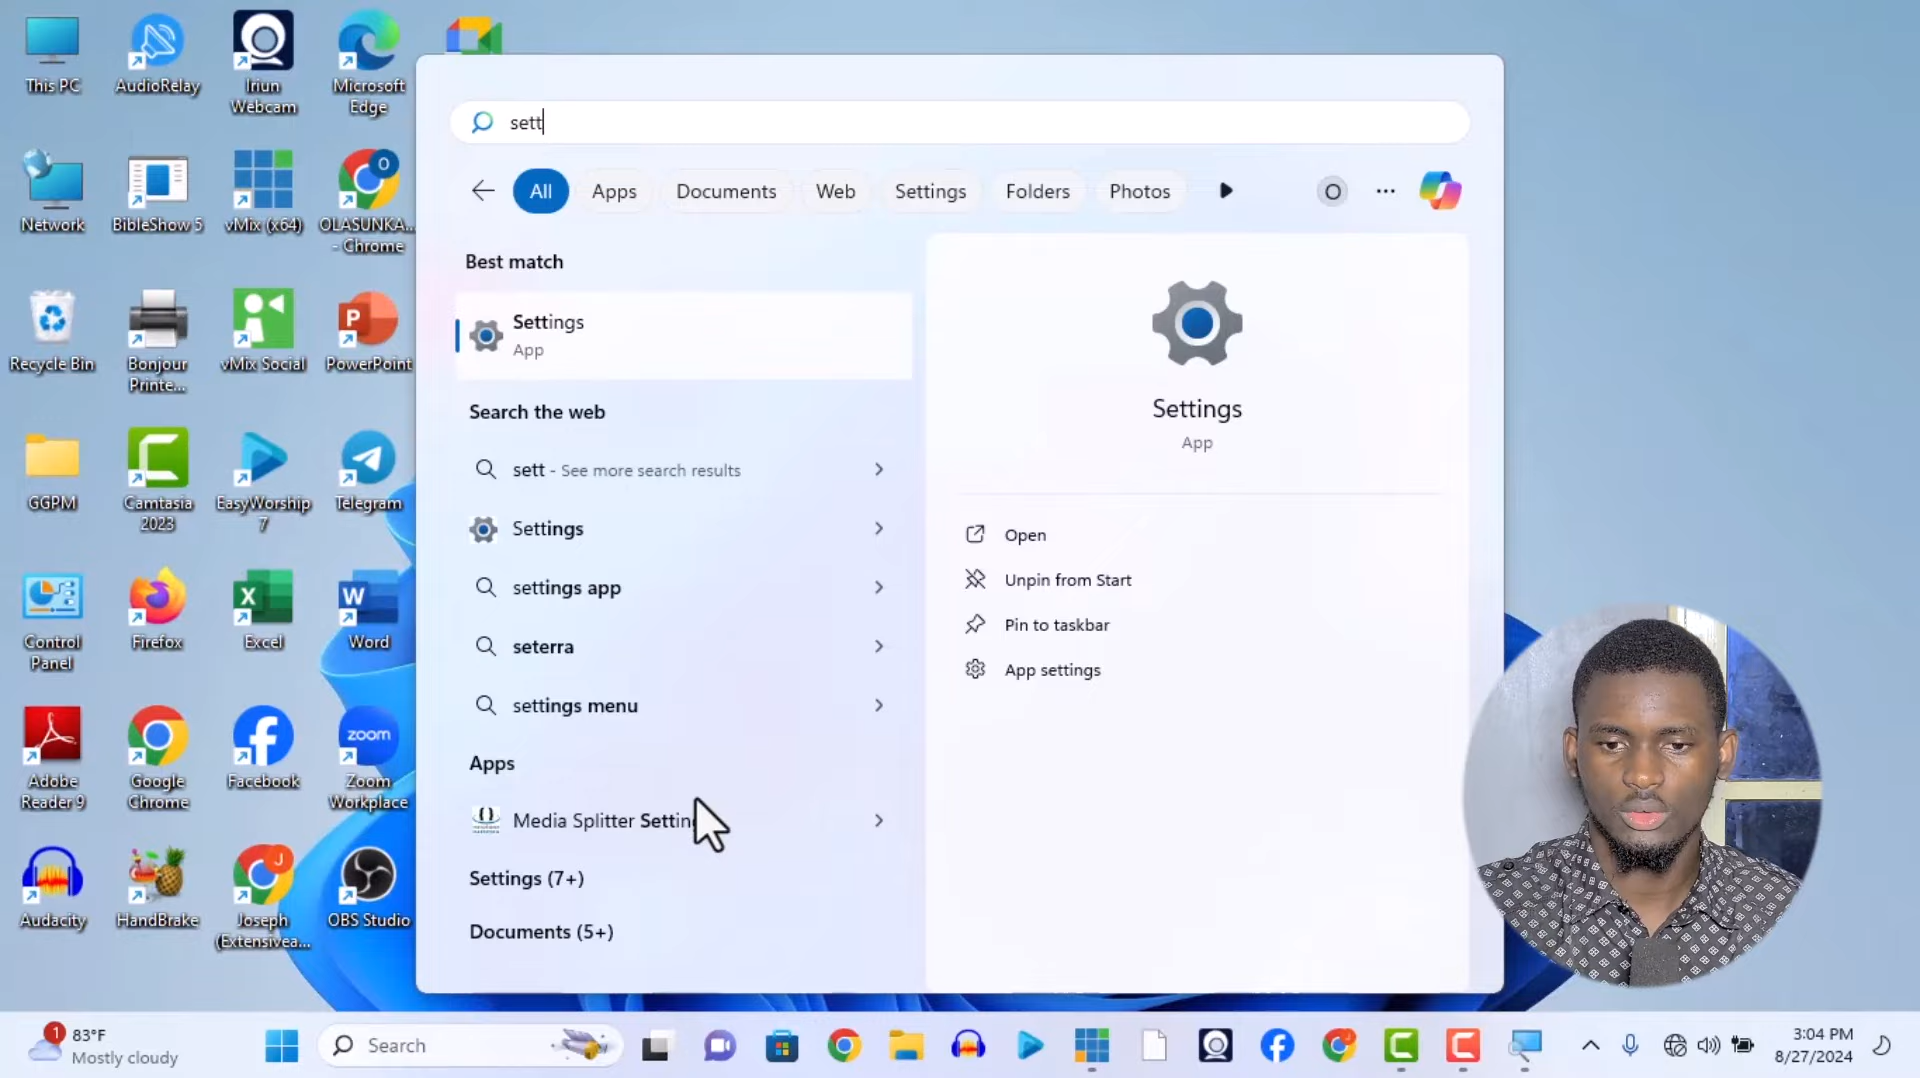 This PC
AudioRelay
Iriun
Webcam
Microsoft
Edge
Network
BibleShow 5
vMix (x64)
OLASUNKA...
- Chrome
Recycle Bin
Bonjour
Printe...
vMix Social
PowerPoint
GGPM
Camtasia
2023
EasyWorship
7
Telegram
Control
Panel
Firefox
Excel
Word
Adobe
Reader 9
Google
Chrome
Facebook
zoom
Zoom
Workplace
Audacity
HandBrake
Joseph
(Extensivea...
OBS Studio
sett
All
Apps
Documents
Web
Settings
Folders
Photos
O
Best match
Settings
App
Search the web
sett - See more search results
Settings
settings app
seterra
settings menu
Apps
Media Splitter Settin
Settings (7+)
Documents (5+)
Settings
App
Open
Unpin from Start
Pin to taskbar
App settings
1
83°F
Mostly cloudy
Search
3:04 PM
8/27/2024